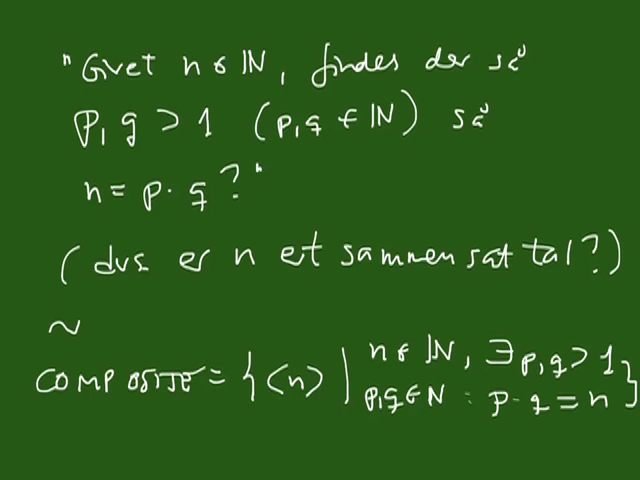 "Givet n ∈ ℕ, findes der så
p, q > 1 (p, q ∈ ℕ) så
n = p · q ?"
(dvs er n et sammensat tal?)
~
COMPOSITE = { ⟨n⟩ | n ∈ ℕ, ∃ p, q > 1
p, q ∈ N : p · q = n }